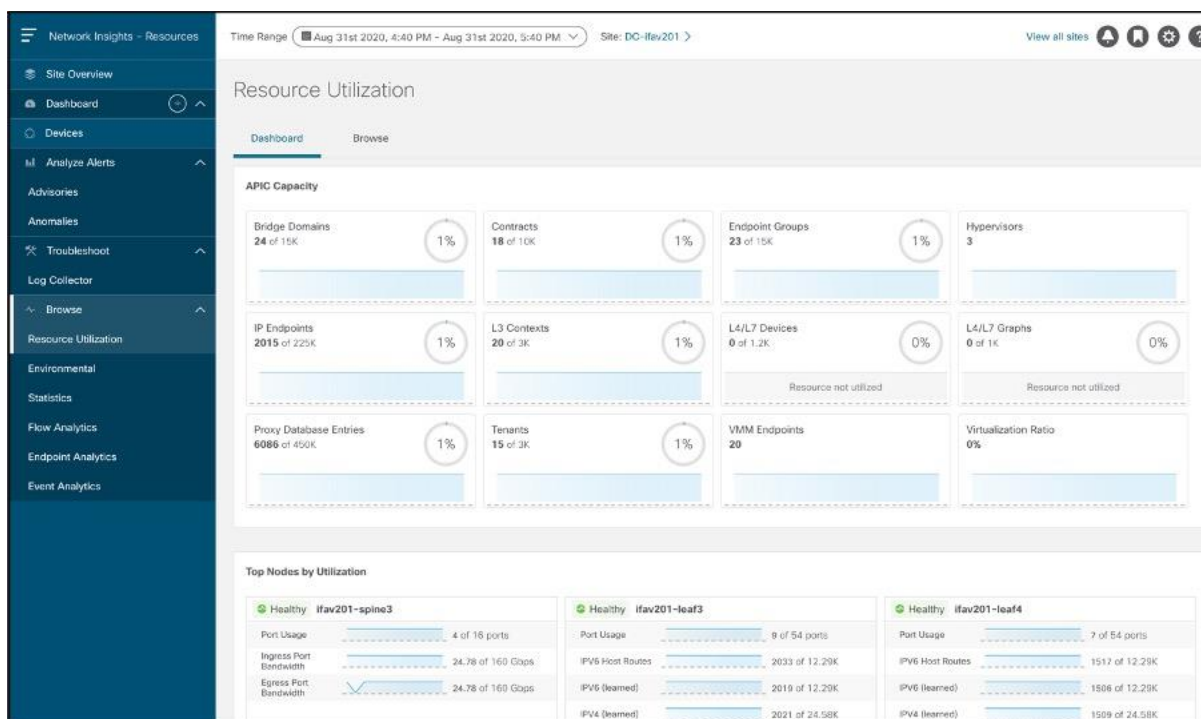 Network Insights - Resources
Time Range Aug 31st 2020, 4:40 PM - Aug 31st 2020, 5:40 PM Site: DC-ifav201 >
View all sites
Site Overview
Dashboard
Devices
Analyze Alerts
Advisories
Anomalies
Troubleshoot
Log Collector
Browse
Resource Utilization
Environmental
Statistics
Flow Analytics
Endpoint Analytics
Event Analytics
Resource Utilization
Dashboard Browse
APIC Capacity
Bridge Domains
24 of 15K
1%
Contracts
18 of 10K
1%
Endpoint Groups
23 of 15K
1%
Hypervisors
3
IP Endpoints
2015 of 225K
1%
L3 Contexts
20 of 3K
1%
L4/L7 Devices
0 of 1.2K
0%
Resource not utilized
L4/L7 Graphs
0 of 1K
0%
Resource not utilized
Proxy Database Entries
6086 of 450K
1%
Tenants
15 of 3K
1%
VMM Endpoints
20
Virtualization Ratio
0%
Top Nodes by Utilization
Healthy ifav201-spine3
Port Usage 4 of 16 ports
Ingress Port
Bandwidth
24.78 of 160 Gbps
Egress Port
Bandwidth
24.78 of 160 Gbps
Healthy ifav201-leaf3
Port Usage 9 of 54 ports
IPV6 Host Routes 2033 of 12.29K
IPV6 (learned) 2019 of 12.29K
IPV4 (learned) 2021 of 24.58K
Healthy ifav201-leaf4
Port Usage 7 of 54 ports
IPV6 Host Routes 1517 of 12.29K
IPV6 (learned) 1506 of 12.29K
IPV4 (learned) 1509 of 24.58K